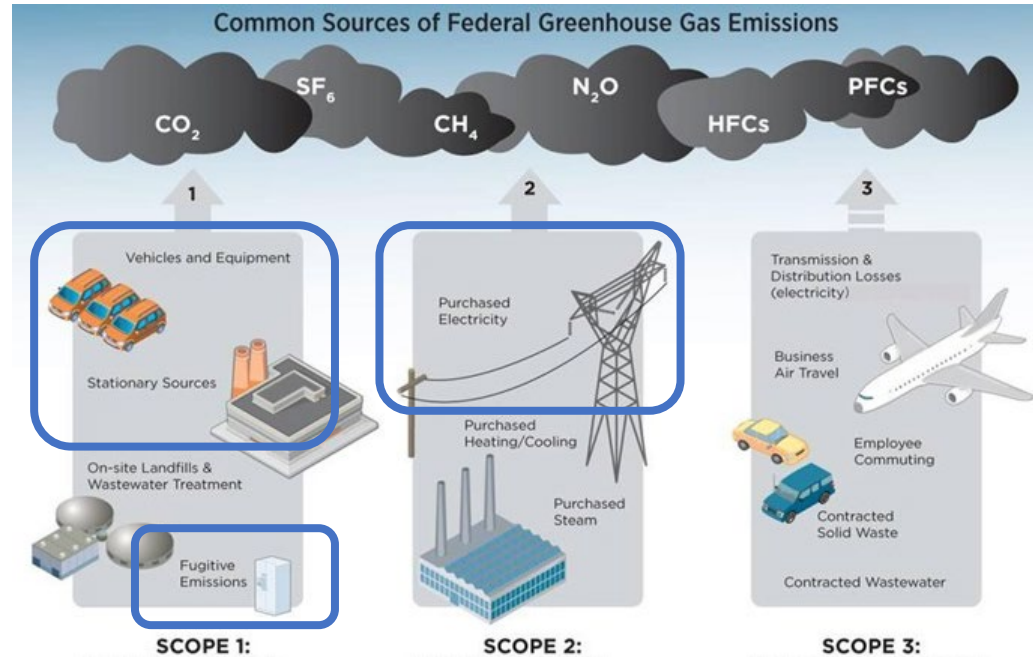 Common Sources of Federal Greenhouse Gas Emissions
CO₂
SF₆
CH₄
N₂O
HFCs
PFCs
1
2
3
Vehicles and Equipment
Stationary Sources
On-site Landfills &
Wastewater Treatment
Fugitive
Emissions
Purchased
Electricity
Purchased
Heating/Cooling
Purchased
Steam
Transmission &
Distribution Losses
(electricity)
Business
Air Travel
Employee
Commuting
Contracted
Solid Waste
Contracted Wastewater
SCOPE 1:
SCOPE 2:
SCOPE 3: